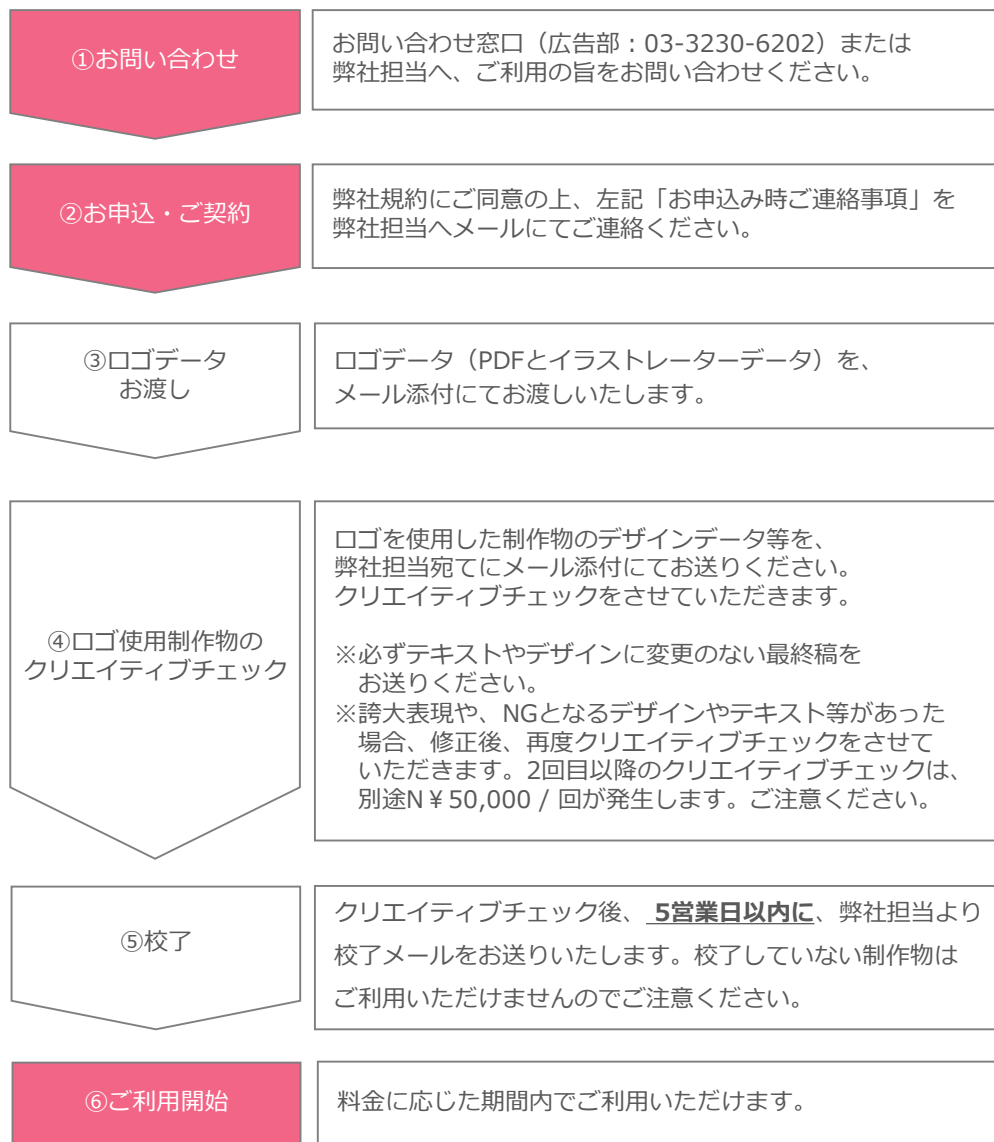 ①お問い合わせ
お問い合わせ窓口（広告部：03-3230-6202）または
弊社担当へ、ご利用の旨をお問い合わせください。
②お申込・ご契約
弊社規約にご同意の上、左記「お申込み時ご連絡事項」を
弊社担当へメールにてご連絡ください。
③ロゴデータ
お渡し
ロゴデータ（PDFとイラストレーターデータ）を、
メール添付にてお渡しいたします。
④ロゴ使用制作物の
クリエイティブチェック
ロゴを使用した制作物のデザインデータ等を、
弊社担当宛てにメール添付にてお送りください。
クリエイティブチェックをさせていただきます。
※必ずテキストやデザインに変更のない最終稿を
お送りください。
※誇大表現や、NGとなるデザインやテキスト等があった
場合、修正後、再度クリエイティブチェックをさせて
いただきます。2回目以降のクリエイティブチェックは、
別途N￥50,000 / 回が発生します。ご注意ください。
⑤校了
クリエイティブチェック後、5営業日以内に、弊社担当より
校了メールをお送りいたします。校了していない制作物は
ご利用いただけませんのでご注意ください。
⑥ご利用開始
料金に応じた期間内でご利用いただけます。